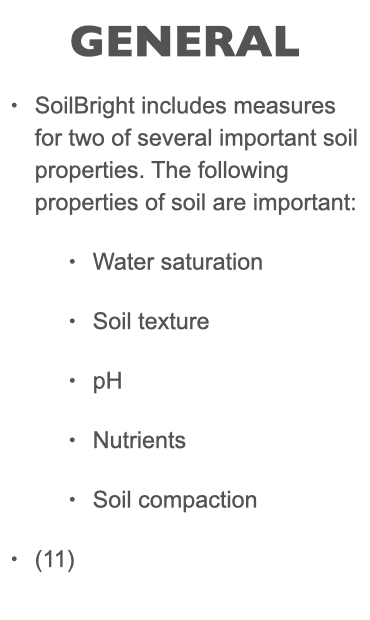 GENERAL
• SoilBright includes measures
for two of several important soil
properties. The following
properties of soil are important:
• Water saturation
• Soil texture
• pH
• Nutrients
• Soil compaction
• (11)